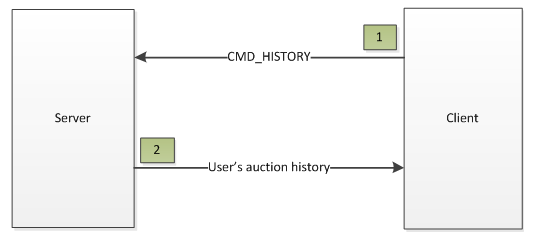 1
CMD_HISTORY
Server
Client
2
User's auction history